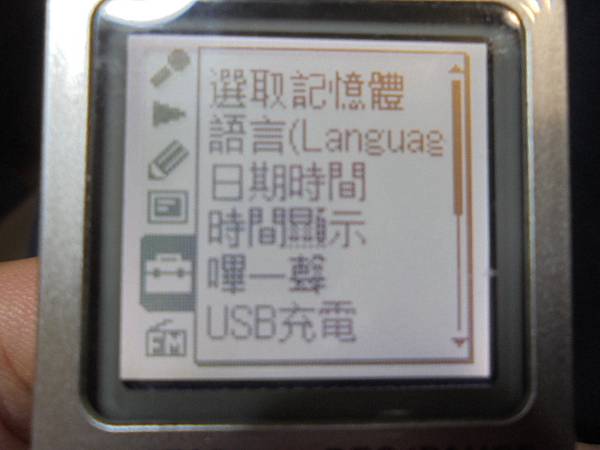 選取記憶體
語言(Languag
日期時間
時間顯示
嗶一聲
USB充電
FM